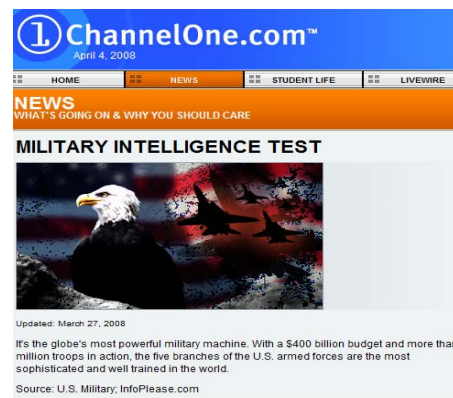 1 ChannelOne.com™
April 4, 2008
HOME NEWS STUDENT LIFE LIVEWIRE
NEWS
WHAT'S GOING ON & WHY YOU SHOULD CARE
MILITARY INTELLIGENCE TEST
Updated: March 27, 2008
It's the globe's most powerful military machine. With a $400 billion budget and more
million troops in action, the five branches of the U.S. armed forces are the most
sophisticated and well trained in the world.
Source: U.S. Military; InfoPlease.com